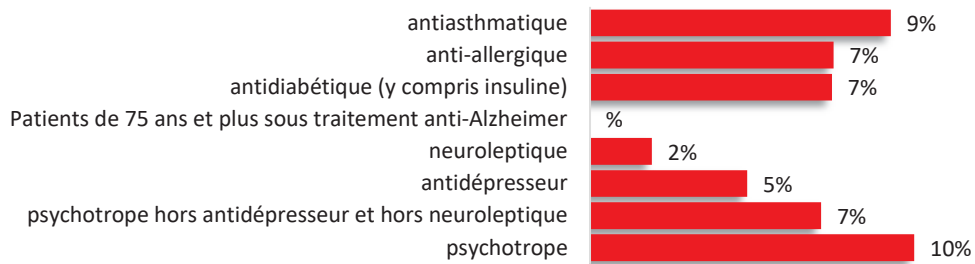 antiasthmatique 9%
anti-allergique 7%
antidiabétique (y compris insuline) 7%
Patients de 75 ans et plus sous traitement anti-Alzheimer %
neuroleptique 2%
antidépresseur 5%
psychotrope hors antidépresseur et hors neuroleptique 7%
psychotrope 10%